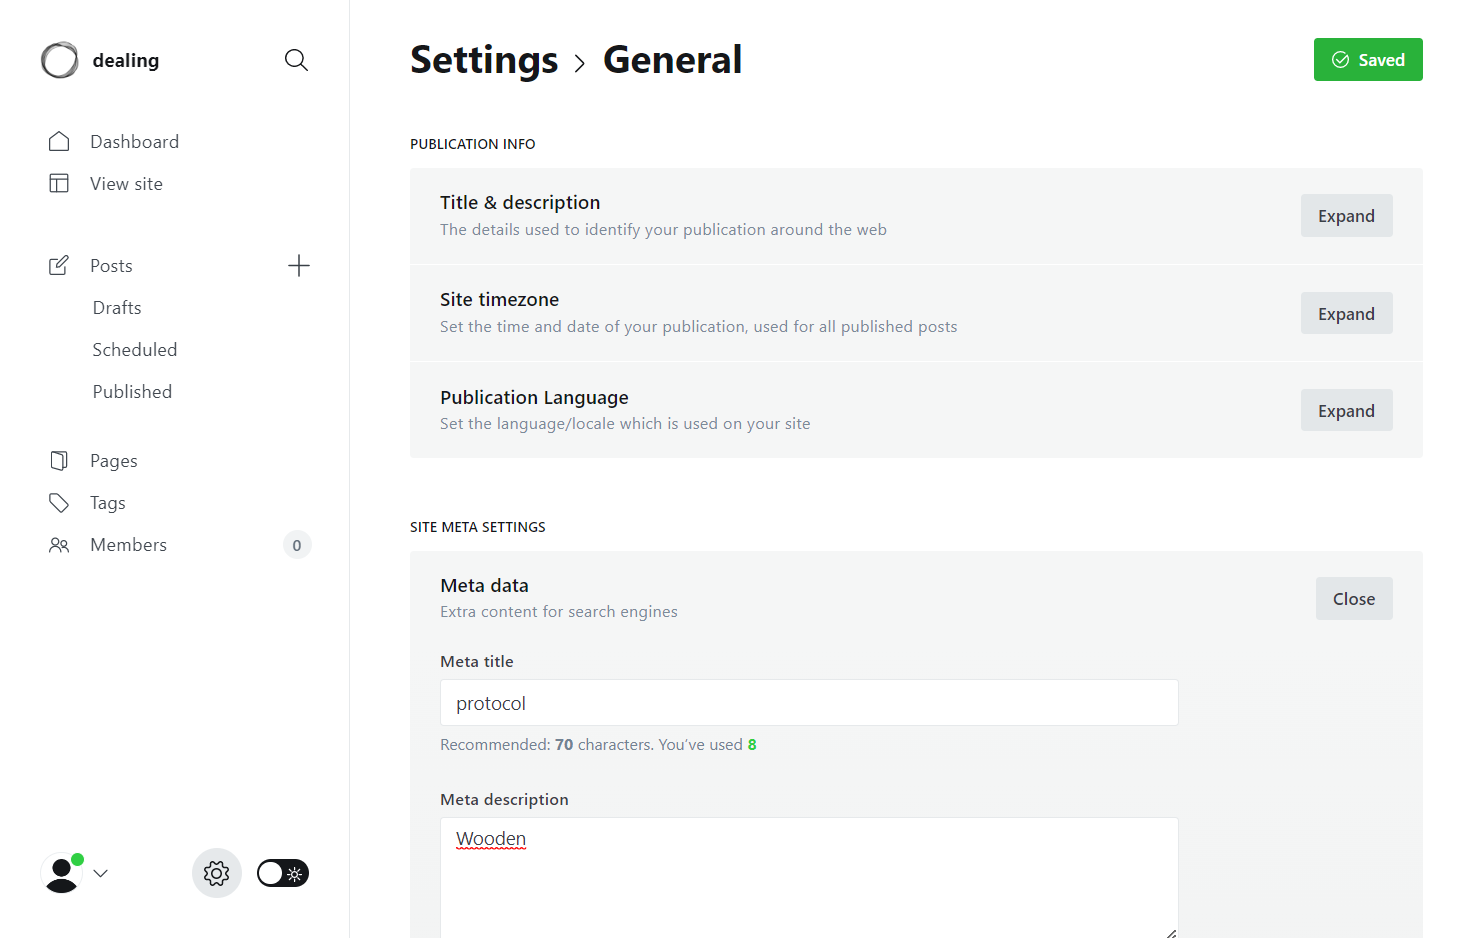 dealing
Dashboard
View site
Posts
Drafts
Scheduled
Published
Pages
Tags
Members
0
Settings
General
Saved
PUBLICATION INFO
Title & description
The details used to identify your publication around the web
Expand
Site timezone
Set the time and date of your publication, used for all published posts
Expand
Publication Language
Set the language/locale which is used on your site
Expand
SITE META SETTINGS
Meta data
Extra content for search engines
Close
Meta title
protocol
Recommended: 70 characters. You’ve used 8
Meta description
Wooden